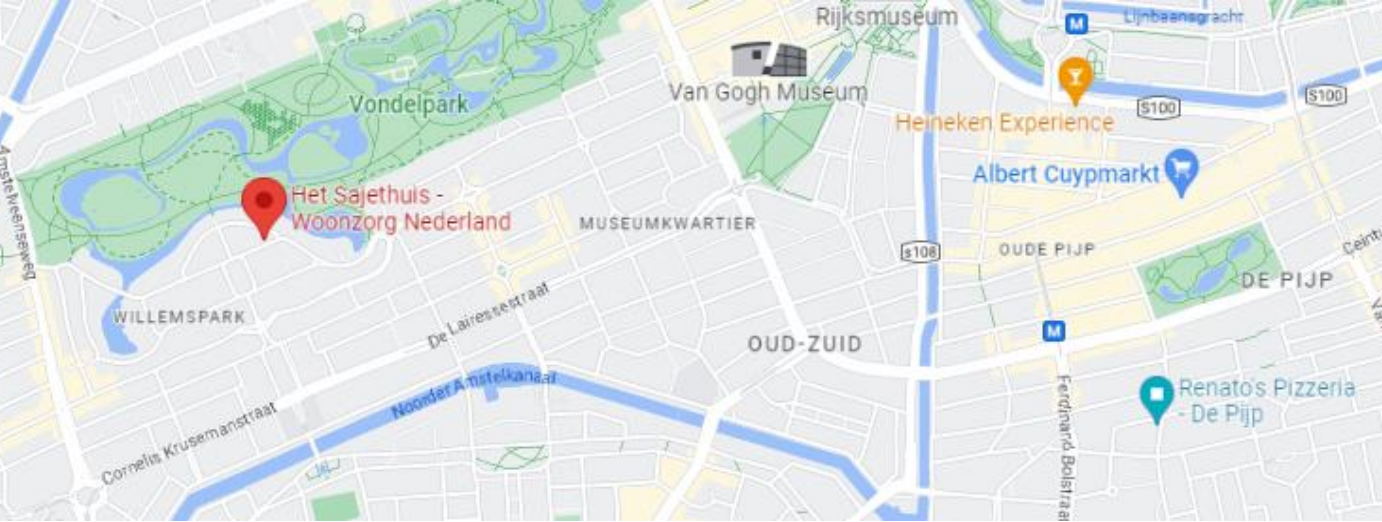 Rijksmuseum
M
Lijnbaansgracht
Van Gogh Museum
Vondelpark
S100
S100
Heineken Experience
Albert Cuypmarkt
Amstelveenseweg
Het Sajethuis -
Woonzorg Nederland
MUSEUMKWARTIER
s108
OUDE PIJP
DE PIJP
WILLEMSPARK
De Lairessestraat
OUD-ZUID
M
Noorder Amstelkanaal
Renato's Pizzeria
- De Pijp
Cornelis Krusemanstraat
Ferdinand Bolstraa